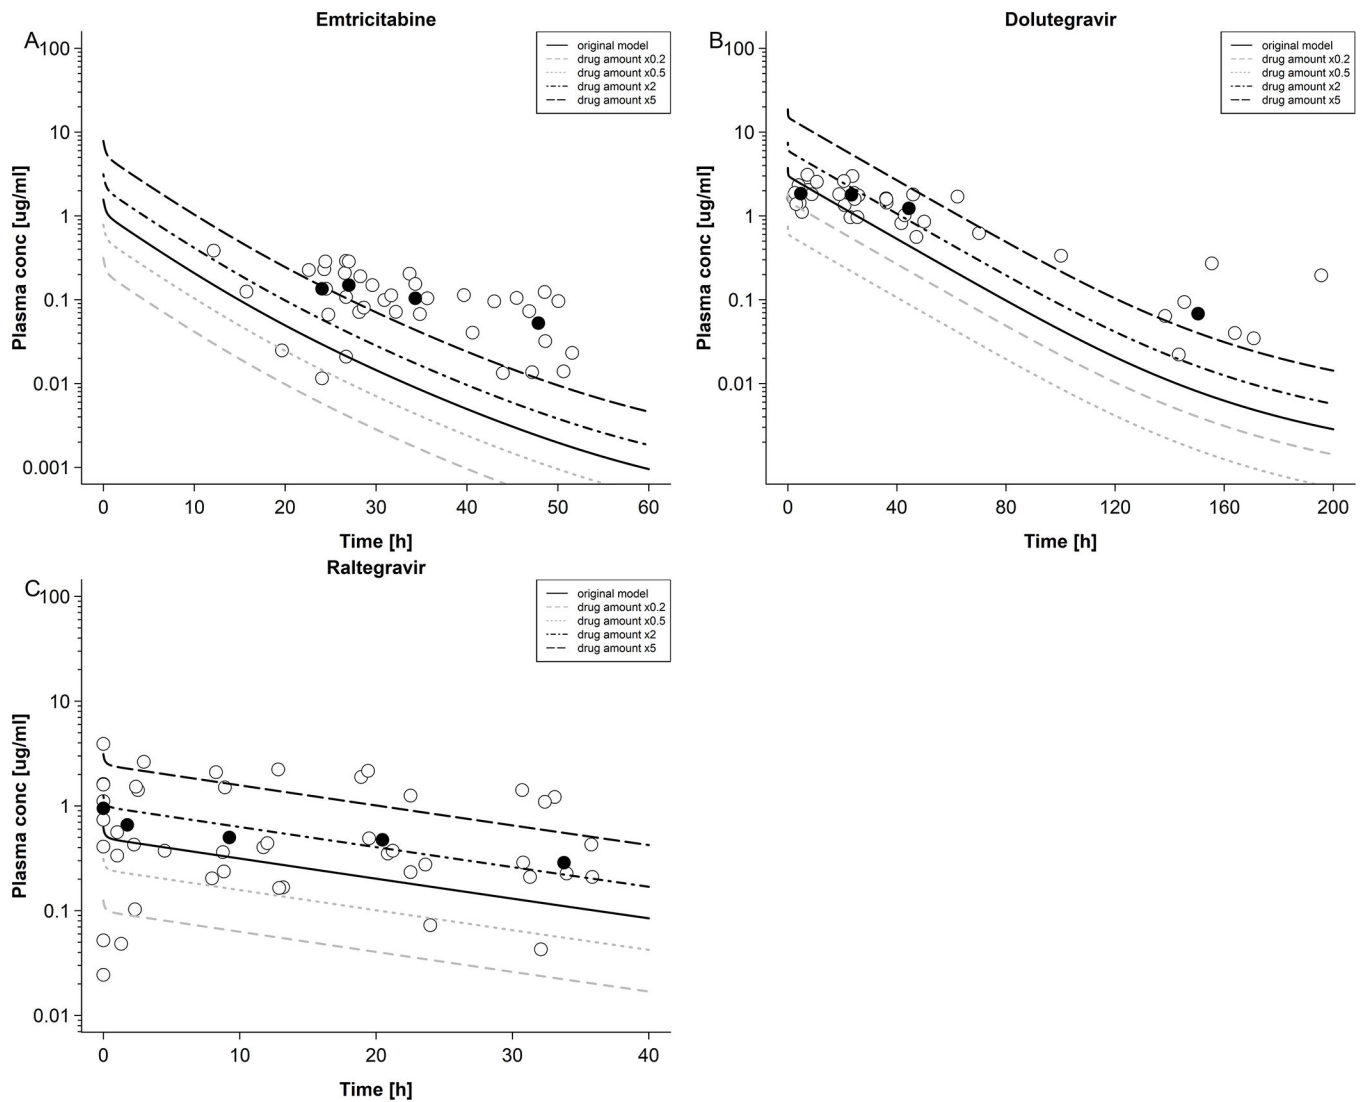 Emtricitabine
A
original model
drug amount x0.2
drug amount x0.5
drug amount x2
drug amount x5
100
10
1
0.1
0.01
0.001
Plasma conc [ug/ml]
0 10 20 30 40 50 60
Time [h]
Dolutegravir
B
original model
drug amount x0.2
drug amount x0.5
drug amount x2
drug amount x5
100
10
1
0.1
0.01
Plasma conc [ug/ml]
0 40 80 120 160 200
Time [h]
Raltegravir
C
original model
drug amount x0.2
drug amount x0.5
drug amount x2
drug amount x5
100
10
1
0.1
0.01
Plasma conc [ug/ml]
0 10 20 30 40
Time [h]